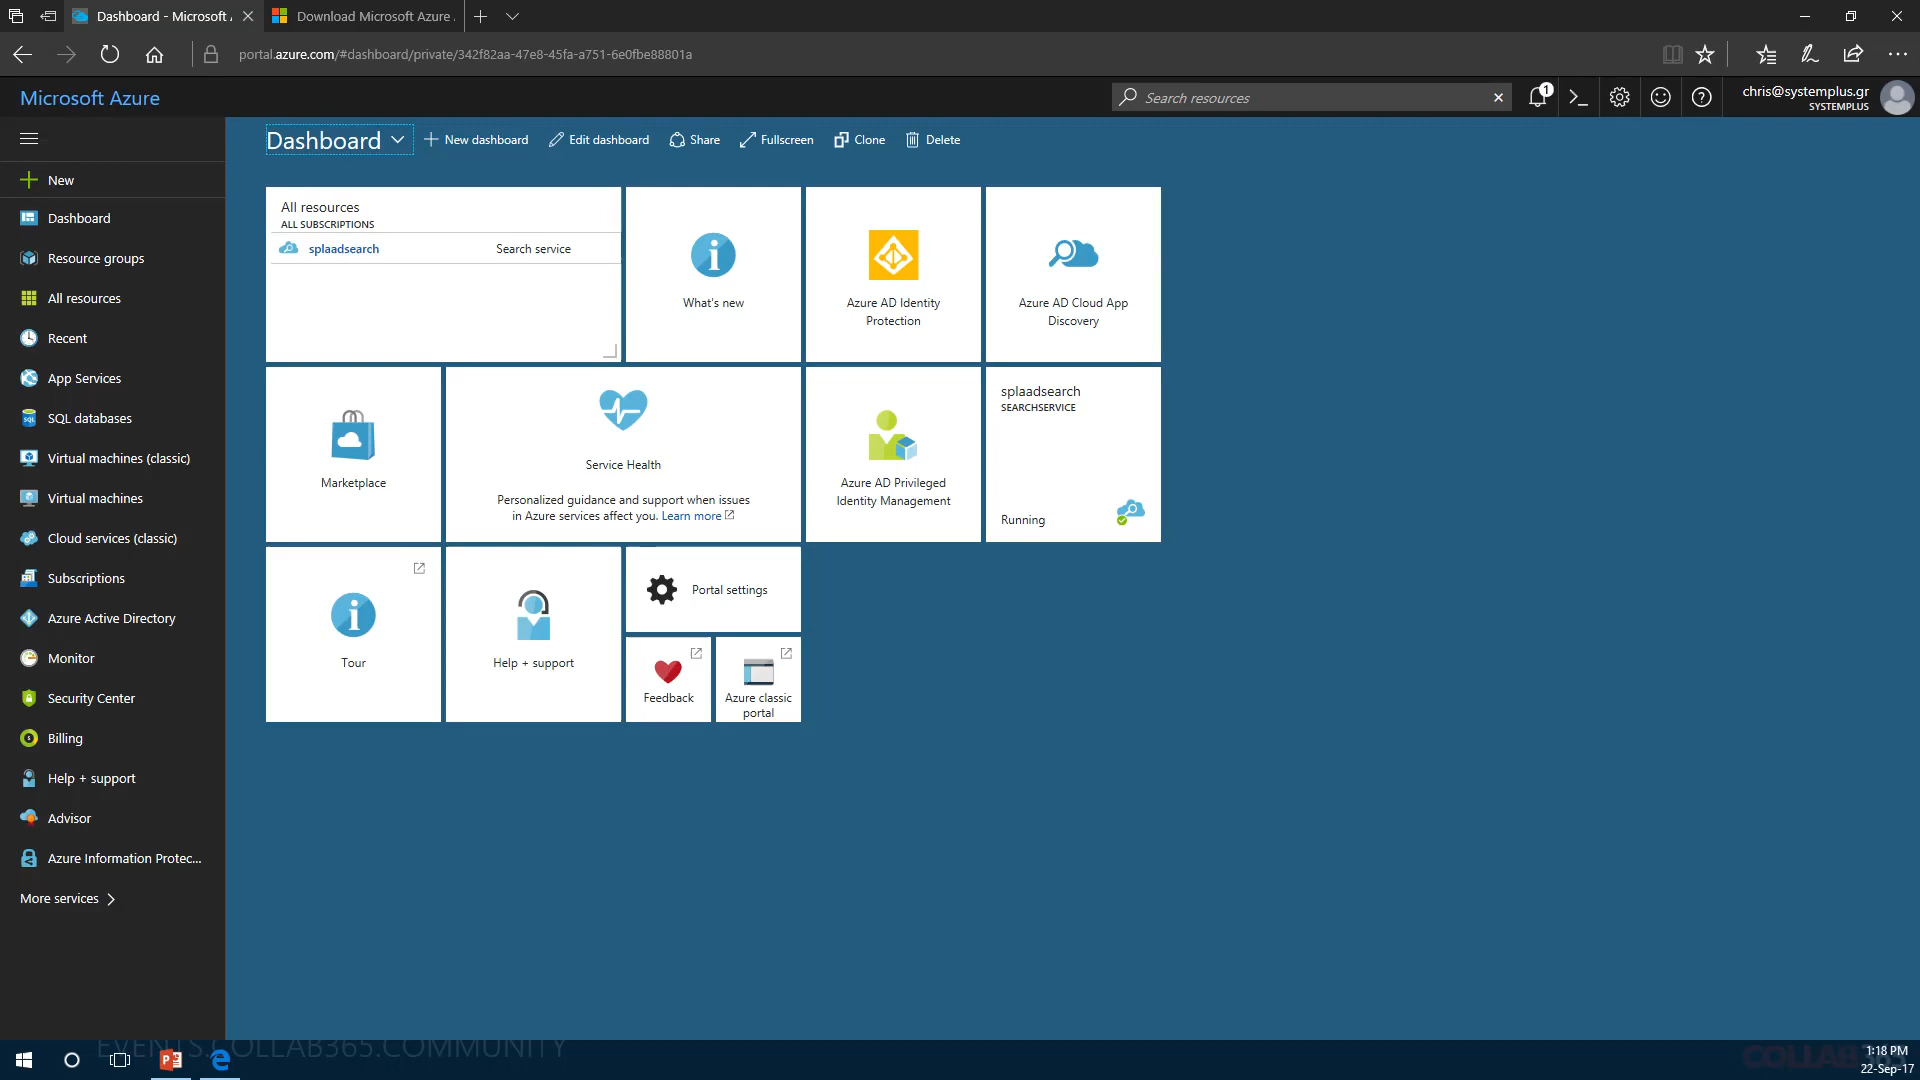 Dashboard - Microsoft A
Download Microsoft Azure
portal.azure.com/#dashboard/private/342f82aa-47e8-45fa-a751-6e0fbe88801a
Microsoft Azure
Search resources
1
chris@systemplus.gr
SYSTEMPLUS
Dashboard
New dashboard
Edit dashboard
Share
Fullscreen
Clone
Delete
New
Dashboard
Resource groups
All resources
Recent
App Services
SQL databases
Virtual machines (classic)
Virtual machines
Cloud services (classic)
Subscriptions
Azure Active Directory
Monitor
Security Center
Billing
Help + support
Advisor
Azure Information Protec...
More services
All resources
ALL SUBSCRIPTIONS
splaadsearch
Search service
What's new
Azure AD Identity
Protection
Azure AD Cloud App
Discovery
Marketplace
Service Health
Personalized guidance and support when issues
in Azure services affect you. Learn more
Azure AD Privileged
Identity Management
splaadsearch
SEARCHSERVICE
Running
Tour
Help + support
Portal settings
Feedback
Azure classic
portal
EVENTS.COLLAB365.COMMUNITY
COLLAB365
1:18 PM
22-Sep-17